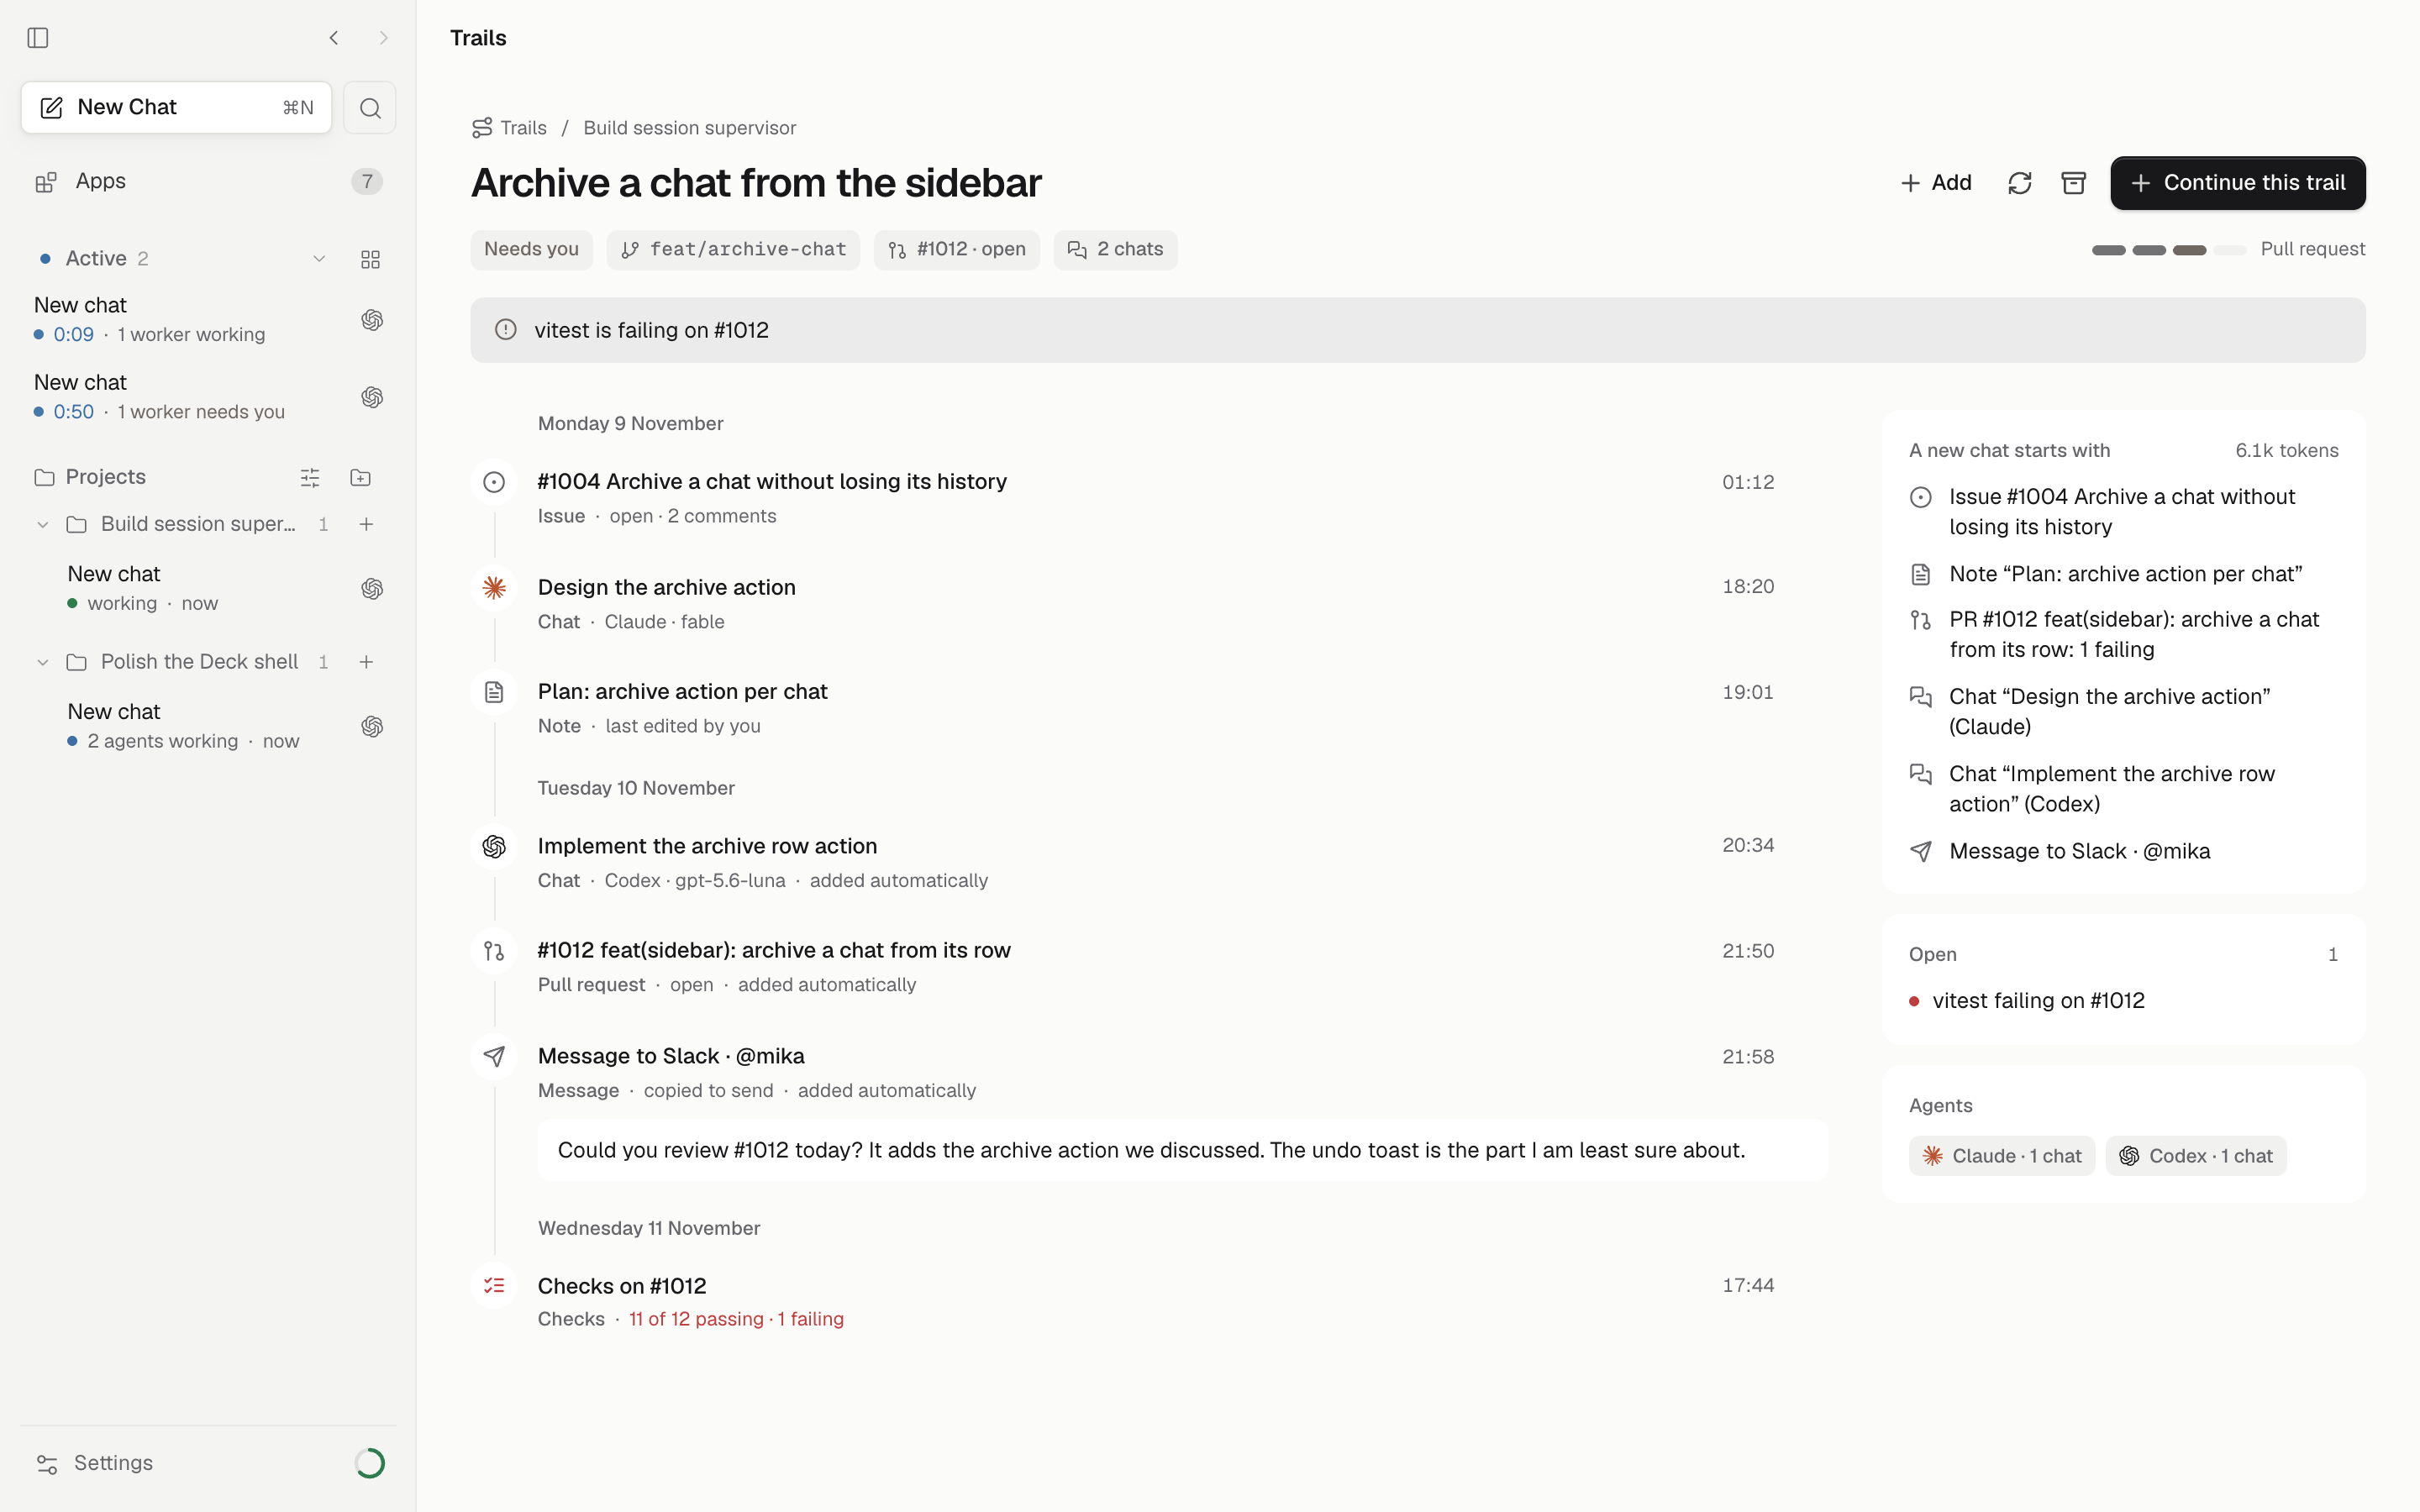 Trails
New Chat ⌘N
Apps 7
Active 2
New chat
0:09 · 1 worker working
New chat
0:50 · 1 worker needs you
Projects
Build session super... 1
New chat
working · now
Polish the Deck shell 1
New chat
2 agents working · now
Settings
Trails / Build session supervisor
Archive a chat from the sidebar
Add
Continue this trail
Needs you
feat/archive-chat
#1012 · open
2 chats
Pull request
vitest is failing on #1012
Monday 9 November
#1004 Archive a chat without losing its history 01:12
Issue · open · 2 comments
Design the archive action 18:20
Chat · Claude · fable
Plan: archive action per chat 19:01
Note · last edited by you
Tuesday 10 November
Implement the archive row action 20:34
Chat · Codex · gpt-5.6-luna · added automatically
#1012 feat(sidebar): archive a chat from its row 21:50
Pull request · open · added automatically
Message to Slack · @mika 21:58
Message · copied to send · added automatically
Could you review #1012 today? It adds the archive action we discussed. The undo toast is the part I am least sure about.
Wednesday 11 November
Checks on #1012 17:44
Checks · 11 of 12 passing · 1 failing
A new chat starts with 6.1k tokens
Issue #1004 Archive a chat without
losing its history
Note “Plan: archive action per chat”
PR #1012 feat(sidebar): archive a chat
from its row: 1 failing
Chat “Design the archive action”
(Claude)
Chat “Implement the archive row
action” (Codex)
Message to Slack · @mika
Open 1
vitest failing on #1012
Agents
Claude · 1 chat
Codex · 1 chat